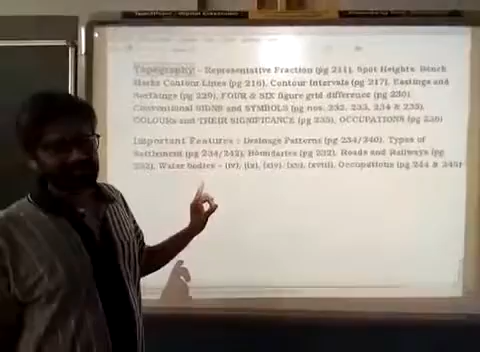 Topography - Representative Fraction (pg 211), Spot Heights, Bench
Marks Contour Lines (pg 216), Contour Intervals (pg 217), Eastings and
Northings (pg 229), FOUR & SIX figure grid difference (pg 230)
Conventional SIGNS and SYMBOLS (pg nos. 232, 233, 234 & 235)
COLOURS and THEIR SIGNIFICANCE (pg 235), OCCUPATIONS (pg 236)
Important Features : Drainage Patterns (pg 234/240), Types of
Settlement (pg 234/242), Boundaries (pg 232), Roads and Railways (pg
232), Water bodies - (iv), (ix), (xiv), (xv), (xviii), Occupations (pg 244 & 245)